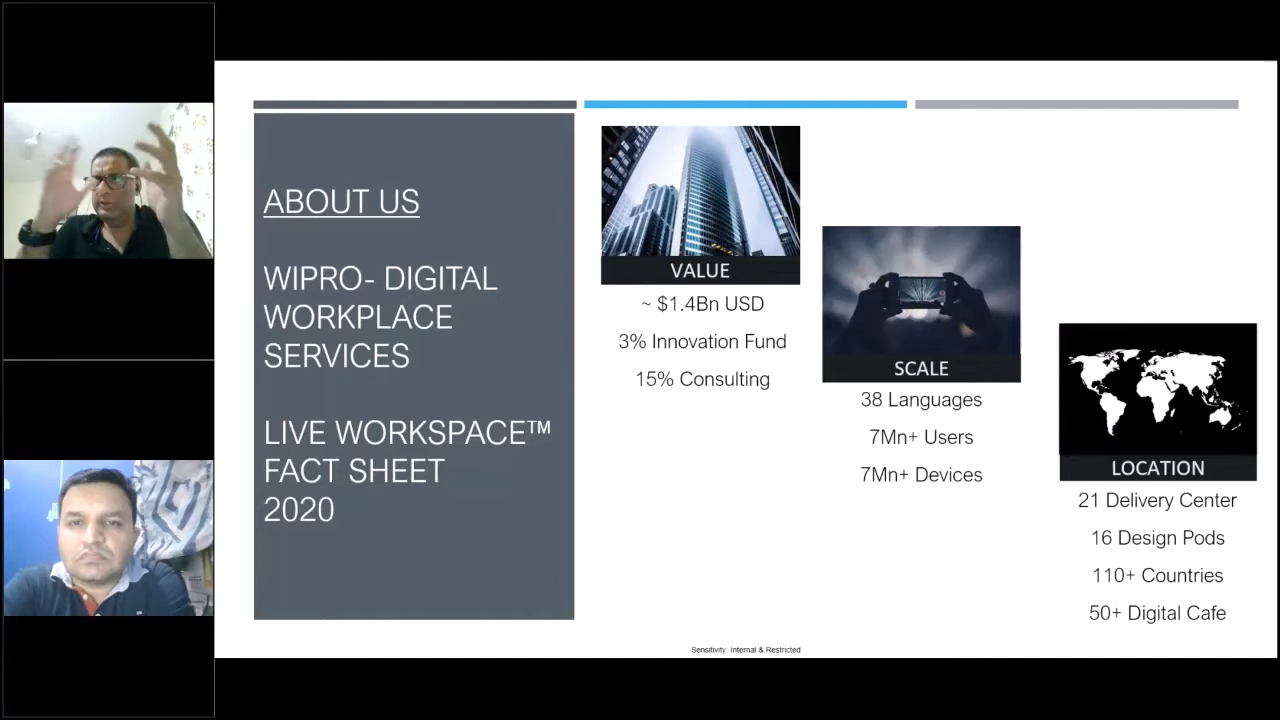 ABOUT US
WIPRO- DIGITAL
WORKPLACE
SERVICES
LIVE WORKSPACE™
FACT SHEET
2020
VALUE
~ $1.4Bn USD
3% Innovation Fund
15% Consulting
SCALE
38 Languages
7Mn+ Users
7Mn+ Devices
LOCATION
21 Delivery Center
16 Design Pods
110+ Countries
50+ Digital Cafe
Sensitivity: Internal & Restricted